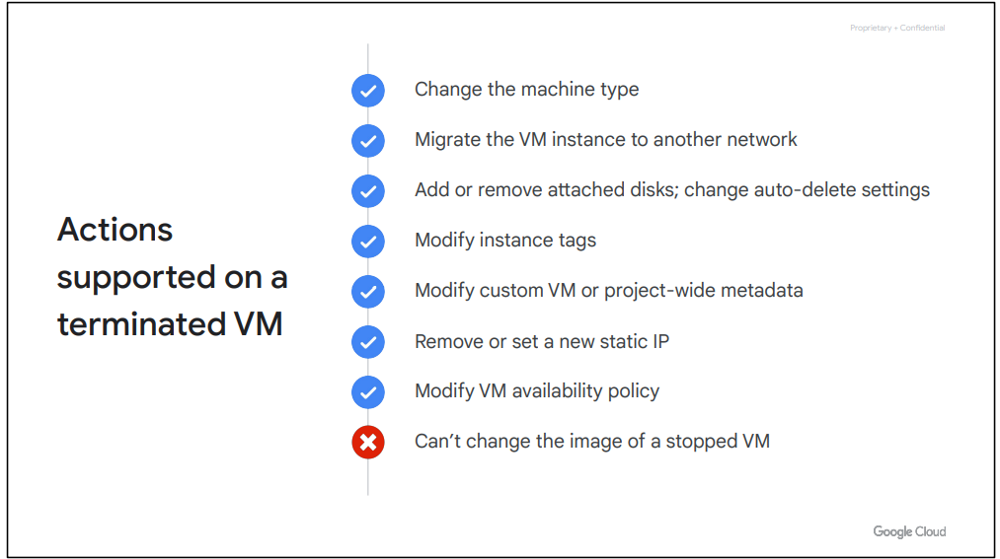 Proprietary + Confidential
Actions
supported on a
terminated VM
Change the machine type
Migrate the VM instance to another network
Add or remove attached disks; change auto-delete settings
Modify instance tags
Modify custom VM or project-wide metadata
Remove or set a new static IP
Modify VM availability policy
Can’t change the image of a stopped VM
Google Cloud